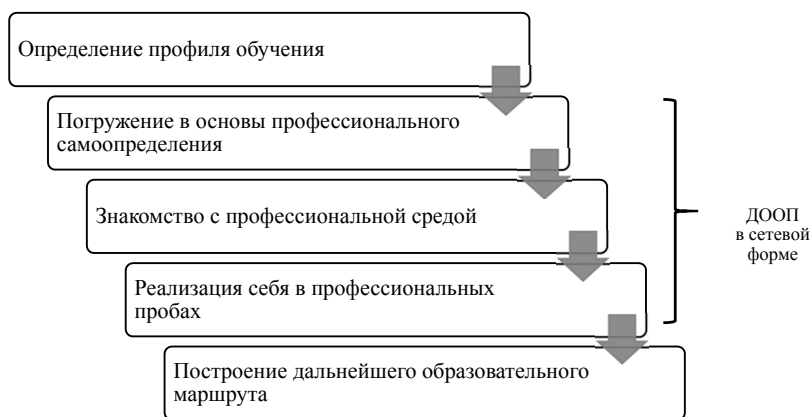 Определение профиля обучения
Погружение в основы профессионального
самоопределения
Знакомство с профессиональной средой
Реализация себя в профессиональных
пробах
Построение дальнейшего образовательного
маршрута
ДООП
в сетевой
форме